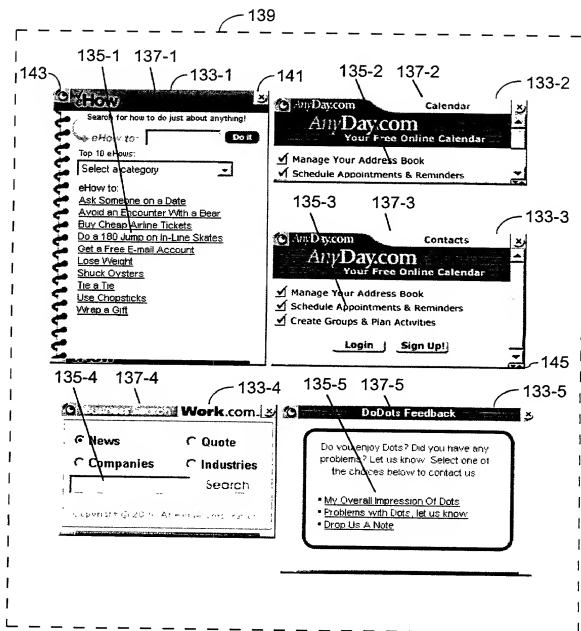 139
135-1 137-1 133-1
143 141
eHow
Search for how to do just about anything!
eHow to: Do it
Top 10 eHows:
Select a category
eHow to:
Ask Someone on a Date
Avoid an Encounter With a Bear
Buy Cheap Airline Tickets
Do a 180 Jump on In-Line Skates
Get a Free E-mail Account
Lose Weight
Shuck Oysters
Tie a Tie
Use Chopsticks
Wrap a Gift
135-2 137-2 133-2
AnyDay.com Calendar
AnyDay.com
Your Free Online Calendar
Manage Your Address Book
Schedule Appointments & Reminders
135-3 137-3 133-3
AnyDay.com Contacts
AnyDay.com
Your Free Online Calendar
Manage Your Address Book
Schedule Appointments & Reminders
Create Groups & Plan Activities
Login Sign Up!
145
135-4 137-4 133-4
Work.com
News Quote
Companies Industries
Search
Copyright ©
135-5 137-5 133-5
DoDots Feedback
Do you enjoy Dots? Did you have any
problems? Let us know. Select one of
the choices below to contact us
My Overall Impression Of Dots
Problems with Dots, let us know
Drop Us A Note